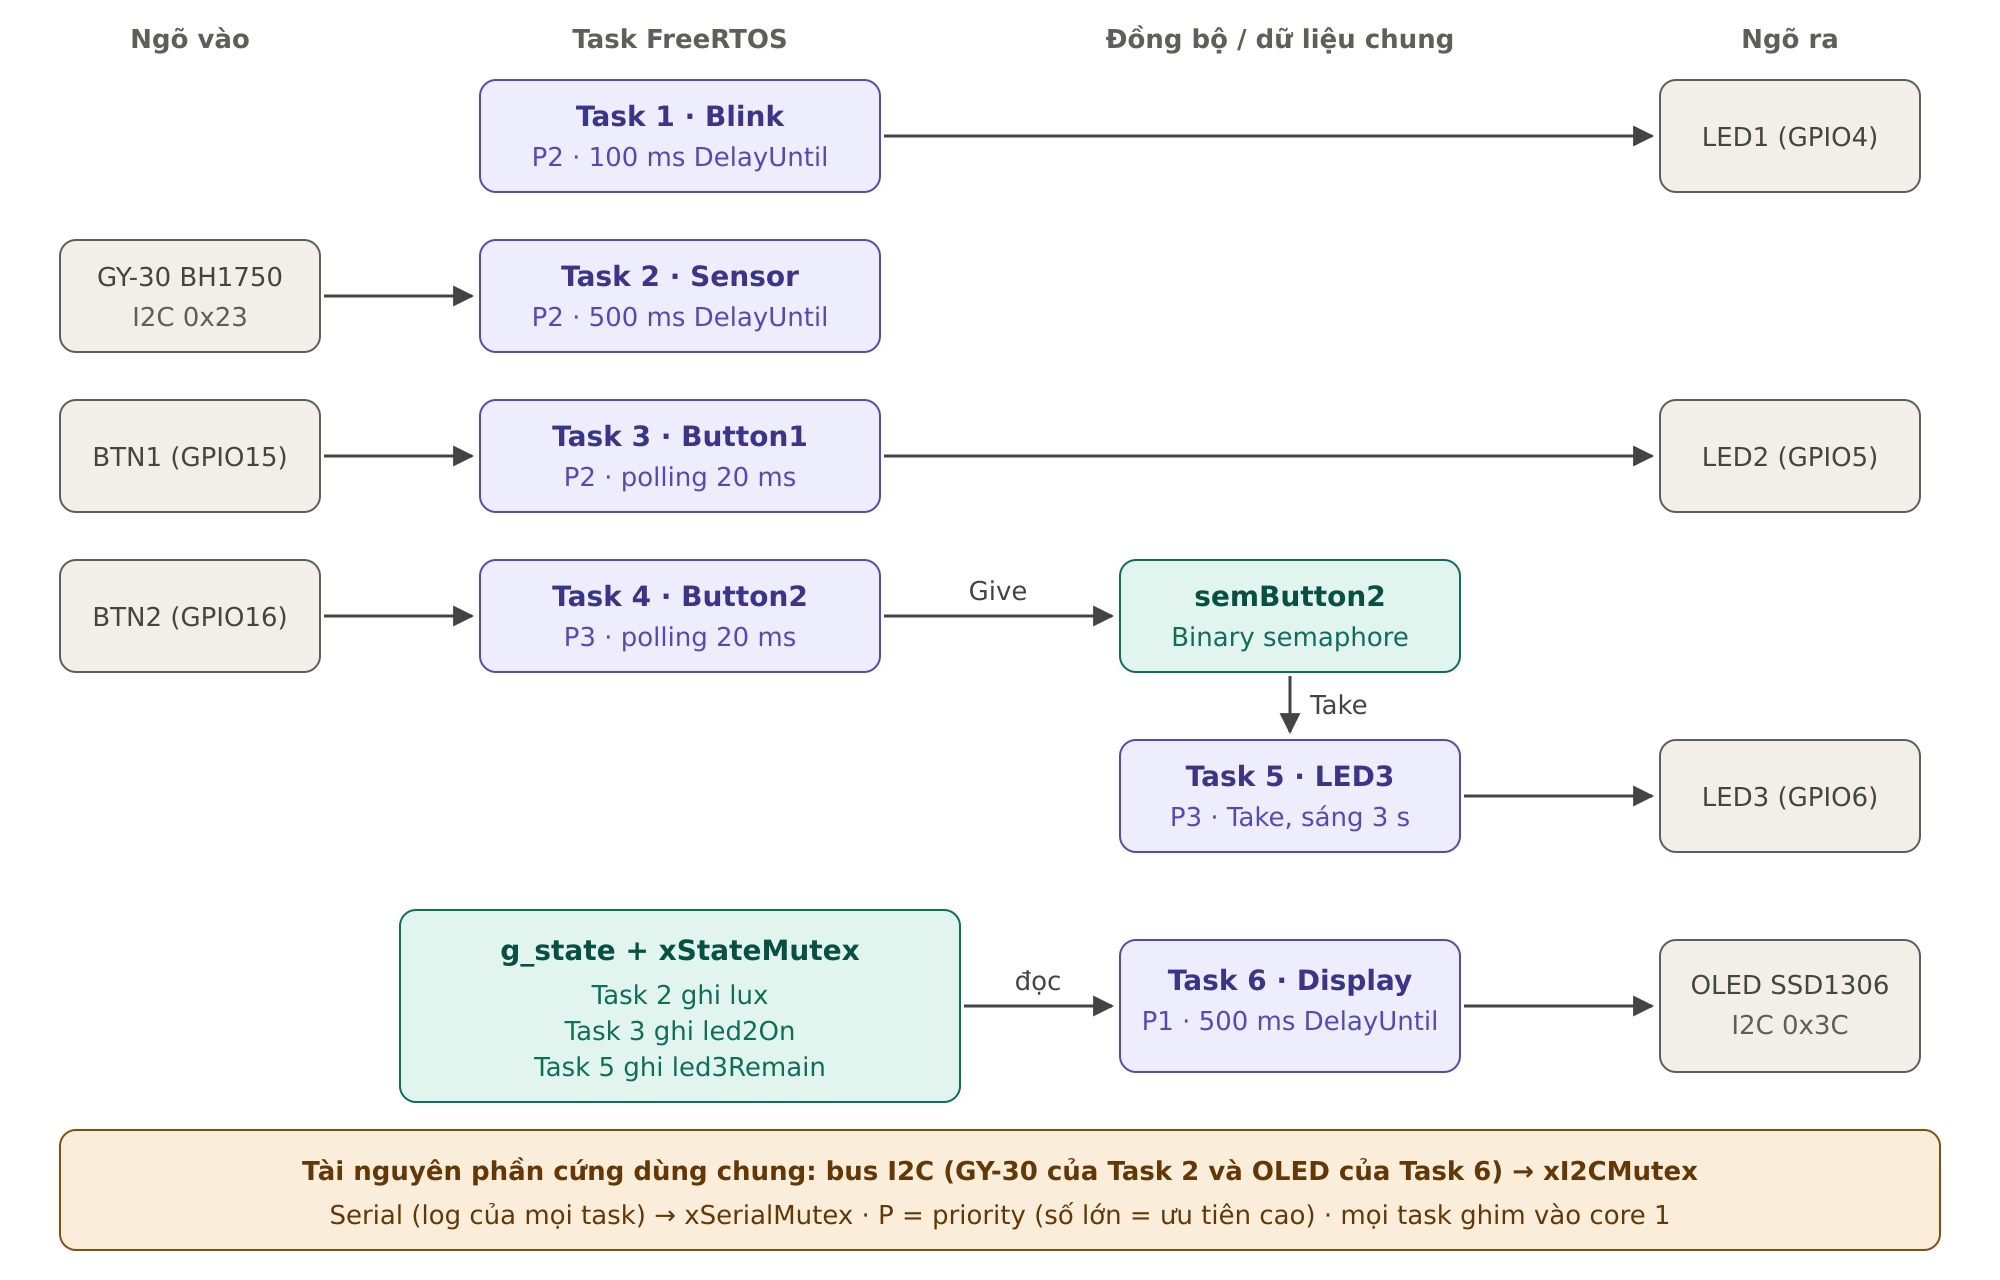 Ngõ vào
Task FreeRTOS
Đồng bộ / dữ liệu chung
Ngõ ra
Task 1 · Blink
P2 · 100 ms DelayUntil
LED1 (GPIO4)
GY-30 BH1750
I2C 0x23
Task 2 · Sensor
P2 · 500 ms DelayUntil
BTN1 (GPIO15)
Task 3 · Button1
P2 · polling 20 ms
LED2 (GPIO5)
BTN2 (GPIO16)
Task 4 · Button2
P3 · polling 20 ms
Give
semButton2
Binary semaphore
Take
Task 5 · LED3
P3 · Take, sáng 3 s
LED3 (GPIO6)
g_state + xStateMutex
Task 2 ghi lux
Task 3 ghi led2On
Task 5 ghi led3Remain
đọc
Task 6 · Display
P1 · 500 ms DelayUntil
OLED SSD1306
I2C 0x3C
Tài nguyên phần cứng dùng chung: bus I2C (GY-30 của Task 2 và OLED của Task 6) → xI2CMutex
Serial (log của mọi task) → xSerialMutex · P = priority (số lớn = ưu tiên cao) · mọi task ghim vào core 1